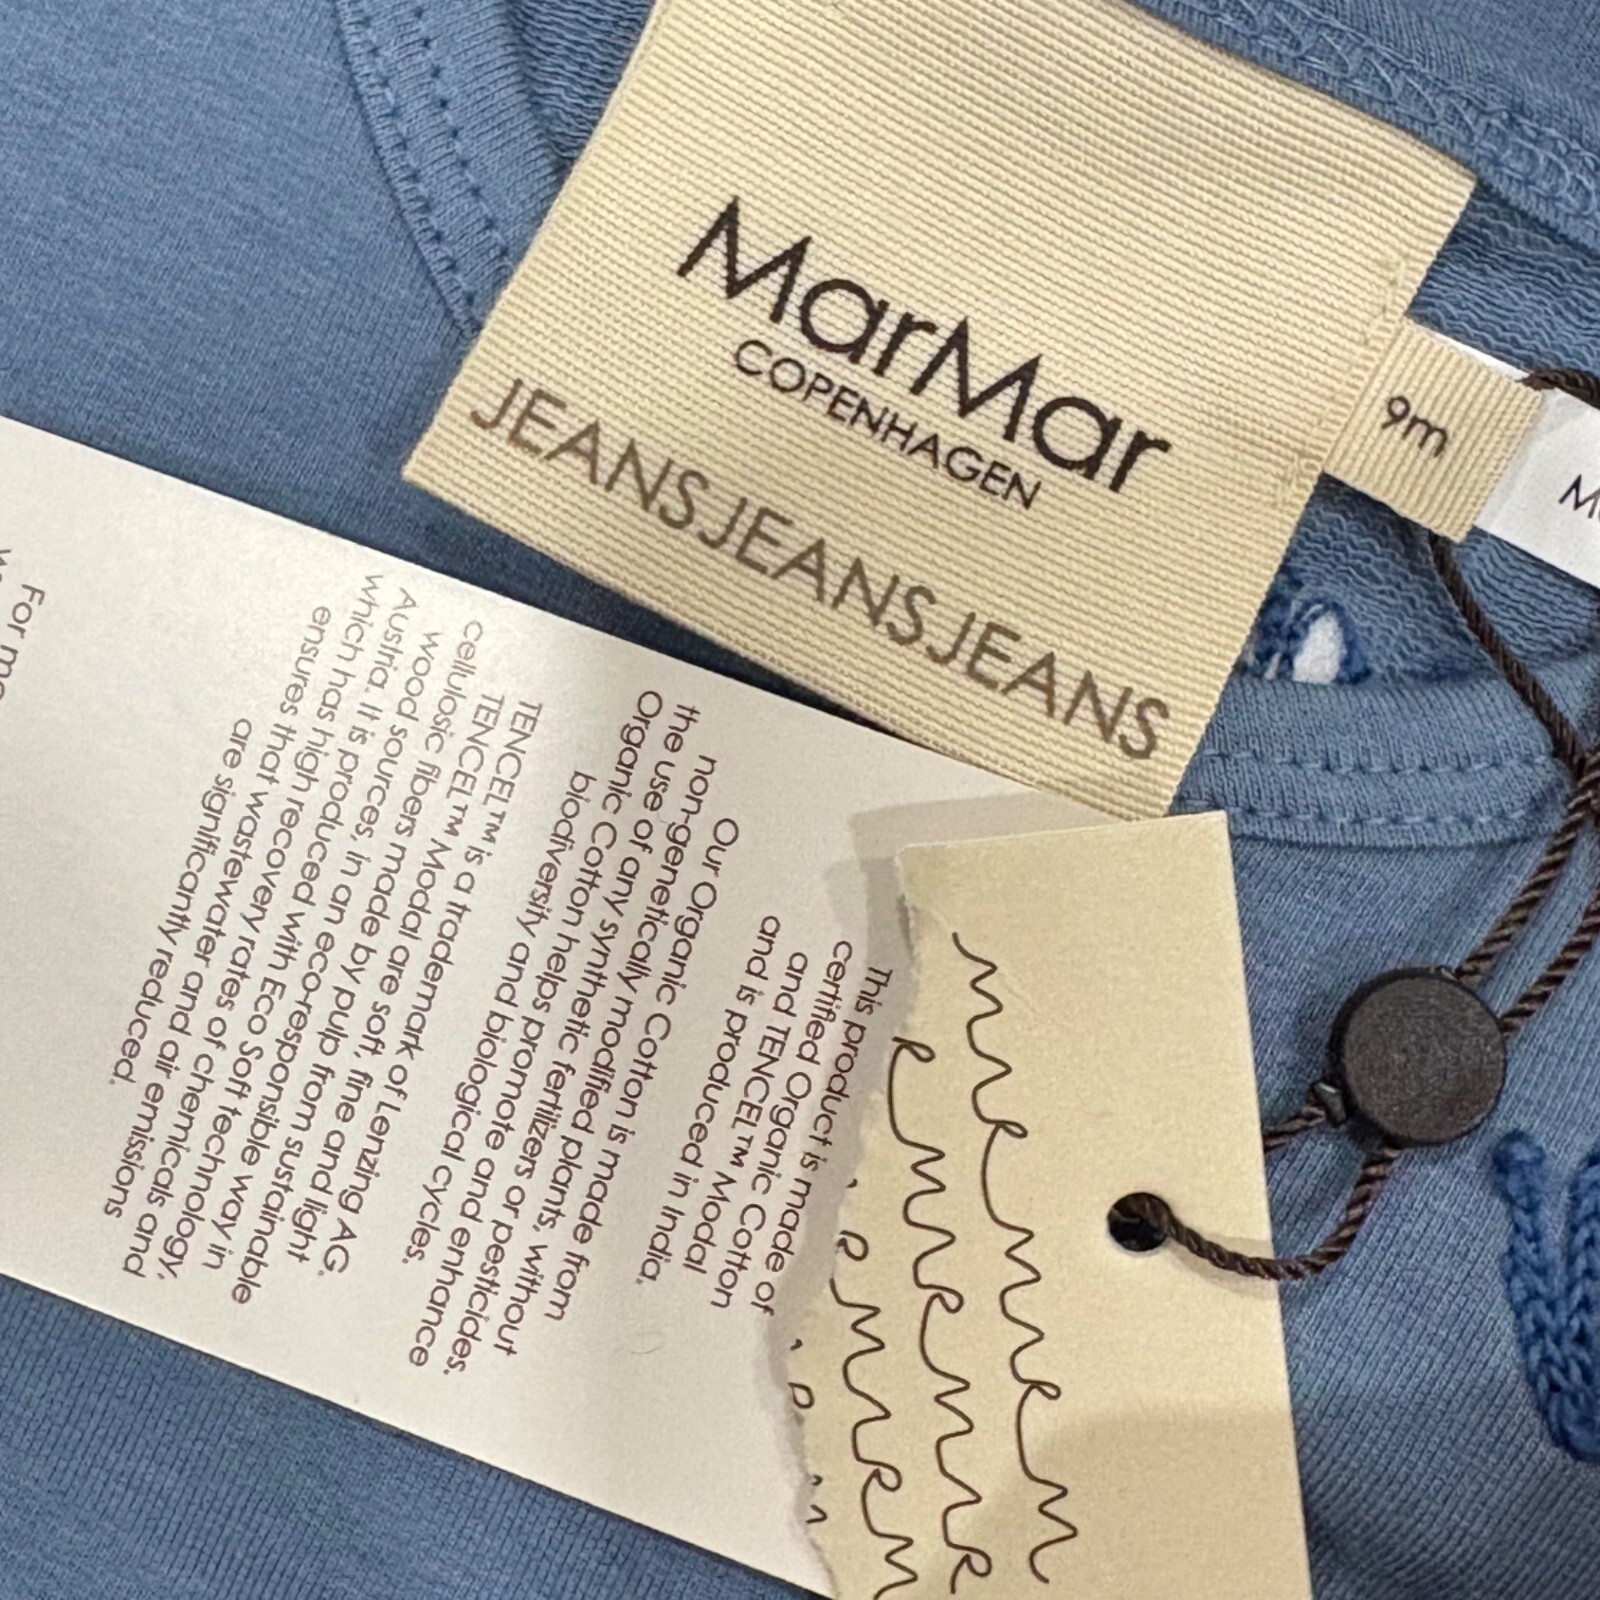 MarMar
COPENHAGEN
JEANSJEANSJEANS
9m
This product is made of
certified Organic Cotton
and TENCEL™ Modal
and is produced in India.
Our Organic Cotton is made from
non-genetically modified plants, without
the use of any synthetic fertilizers or pesticides.
Organic Cotton helps promote and enhance
biodiversity and biological cycles.
TENCEL™ is a trademark of Lenzing AG.
TENCEL™ Modal are soft, fine and light
cellulosic fibers made by pulp from sustainable
wood sources, in an eco-responsible way in
Austria. It is produced with Eco Soft technology,
which has high recovery rates of chemicals and
ensures that wastewater and air emissions
are significantly reduced.
For